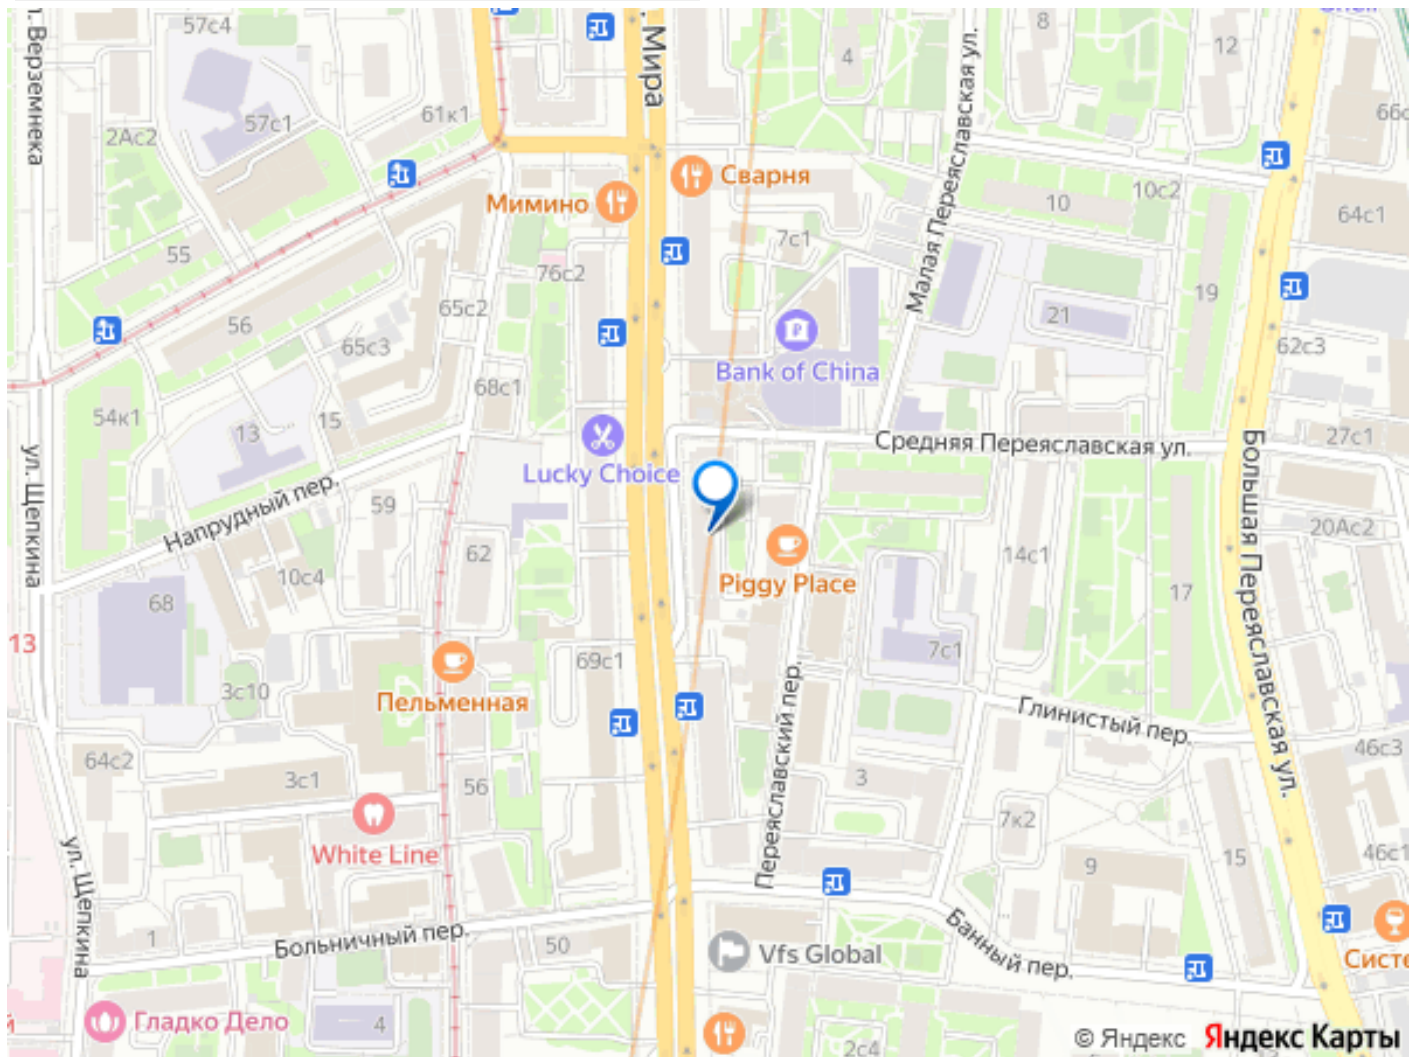 57с4
8
12
ул. Верземнека
Мира
4
61к1
66с
57с1
2Ас2
Малая Переяславская ул.
Сварня
10с2
Мимино
10
64с1
7с1
55
76с2
19
65с2
21
56
62с3
65с3
Bank of China
68с1
54к1
15
13
27с1
Средняя Переяславская ул.
Lucky Choice
ул. Щепкина
Большая Переяславская ул.
Напрудный пер.
59
20Ас2
62
14с1
10с4
Piggy Place
17
68
13
7с1
69с1
3с10
Пельменная
Глинистый пер.
Переяславский пер.
46с3
64с2
3с1
56
3
7к2
White Line
ул. Щепкина
9
15
46с1
1
Больничный пер.
50
Банный пер.
Vfs Global
Систе
Гладко Дело
4
2с4
© Яндекс Яндекс Карты